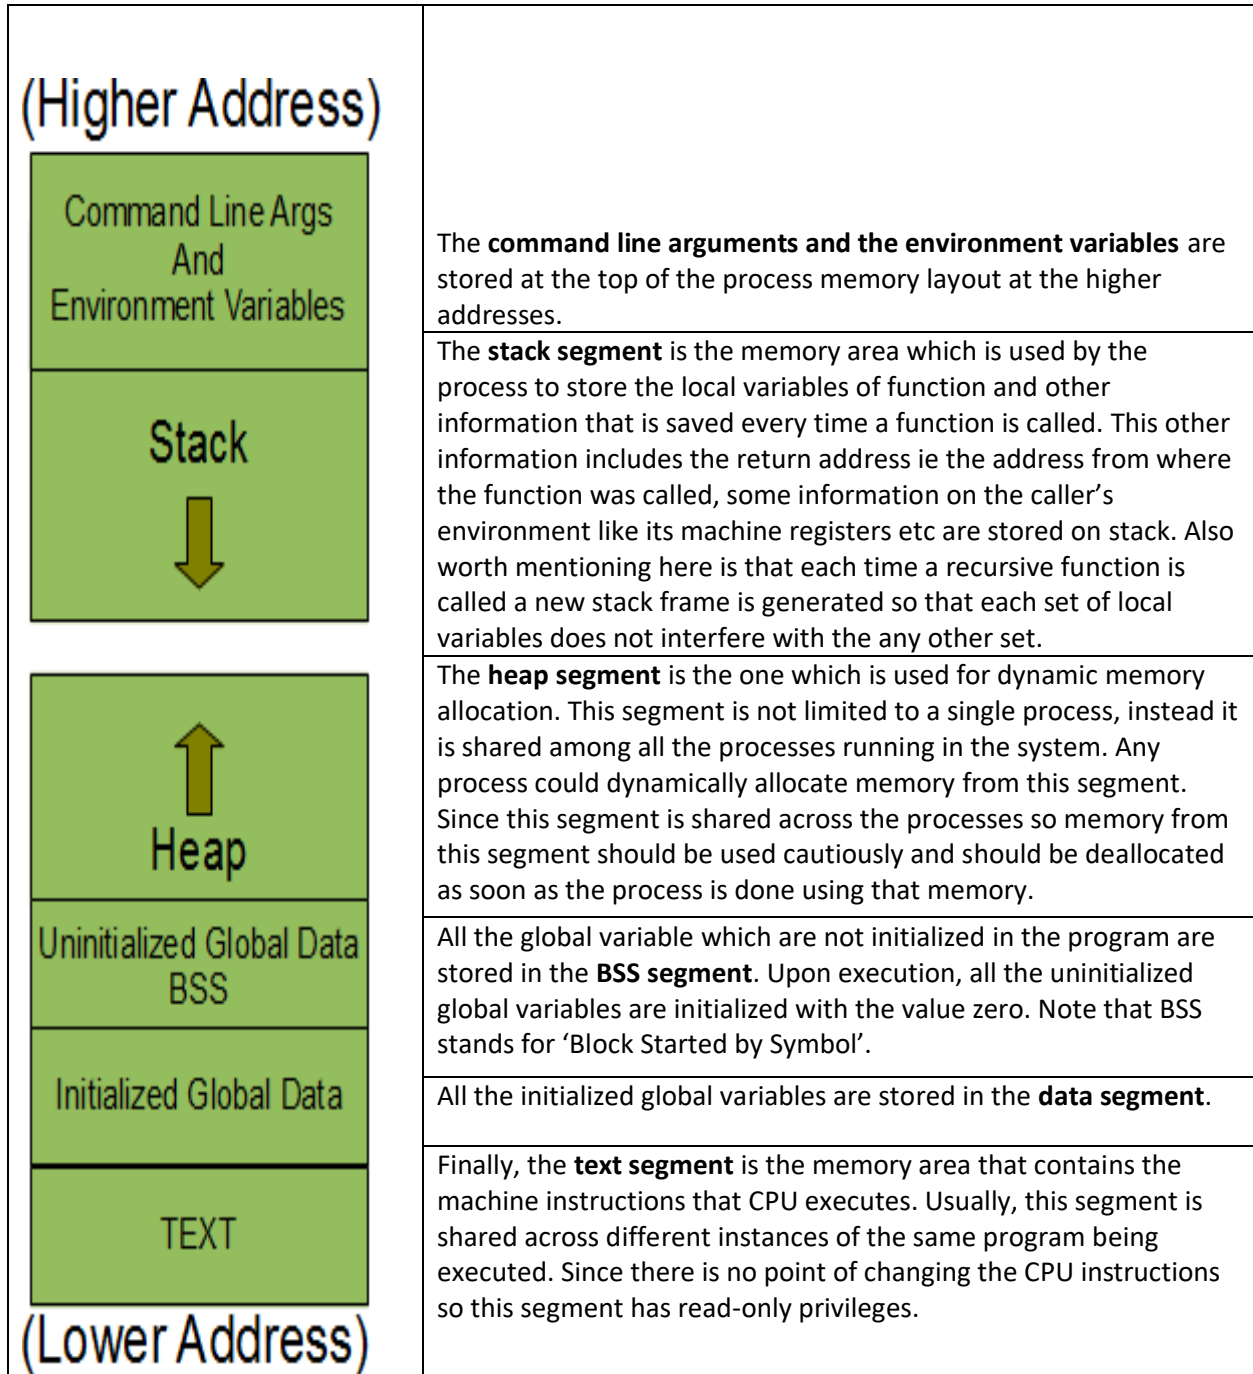 (Higher Address)
Command Line Args
And
Environment Variables
The command line arguments and the environment variables are
stored at the top of the process memory layout at the higher
addresses.
Stack
The stack segment is the memory area which is used by the
process to store the local variables of function and other
information that is saved every time a function is called. This other
information includes the return address ie the address from where
the function was called, some information on the caller’s
environment like its machine registers etc are stored on stack. Also
worth mentioning here is that each time a recursive function is
called a new stack frame is generated so that each set of local
variables does not interfere with the any other set.
Heap
The heap segment is the one which is used for dynamic memory
allocation. This segment is not limited to a single process, instead it
is shared among all the processes running in the system. Any
process could dynamically allocate memory from this segment.
Since this segment is shared across the processes so memory from
this segment should be used cautiously and should be deallocated
as soon as the process is done using that memory.
Uninitialized Global Data
BSS
All the global variable which are not initialized in the program are
stored in the BSS segment. Upon execution, all the uninitialized
global variables are initialized with the value zero. Note that BSS
stands for ‘Block Started by Symbol’.
Initialized Global Data
All the initialized global variables are stored in the data segment.
TEXT
Finally, the text segment is the memory area that contains the
machine instructions that CPU executes. Usually, this segment is
shared across different instances of the same program being
executed. Since there is no point of changing the CPU instructions
so this segment has read-only privileges.
(Lower Address)